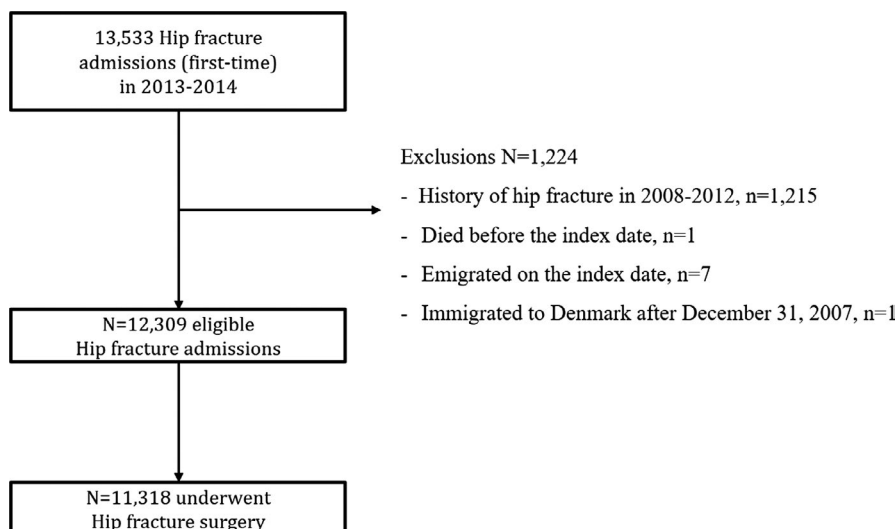 13,533 Hip fracture
admissions (first-time)
in 2013-2014
Exclusions N=1,224
- History of hip fracture in 2008-2012, n=1,215
- Died before the index date, n=1
- Emigrated on the index date, n=7
- Immigrated to Denmark after December 31, 2007, n=1
N=12,309 eligible
Hip fracture admissions
N=11,318 underwent
Hip fracture surgery